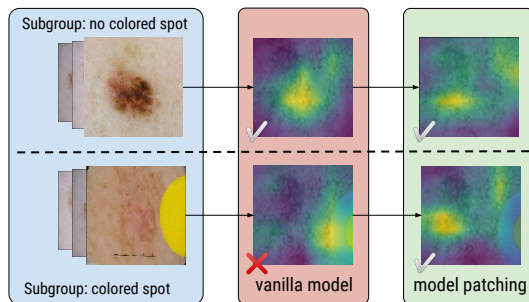 Subgroup: no colored spot
Subgroup: colored spot
vanilla model
model patching